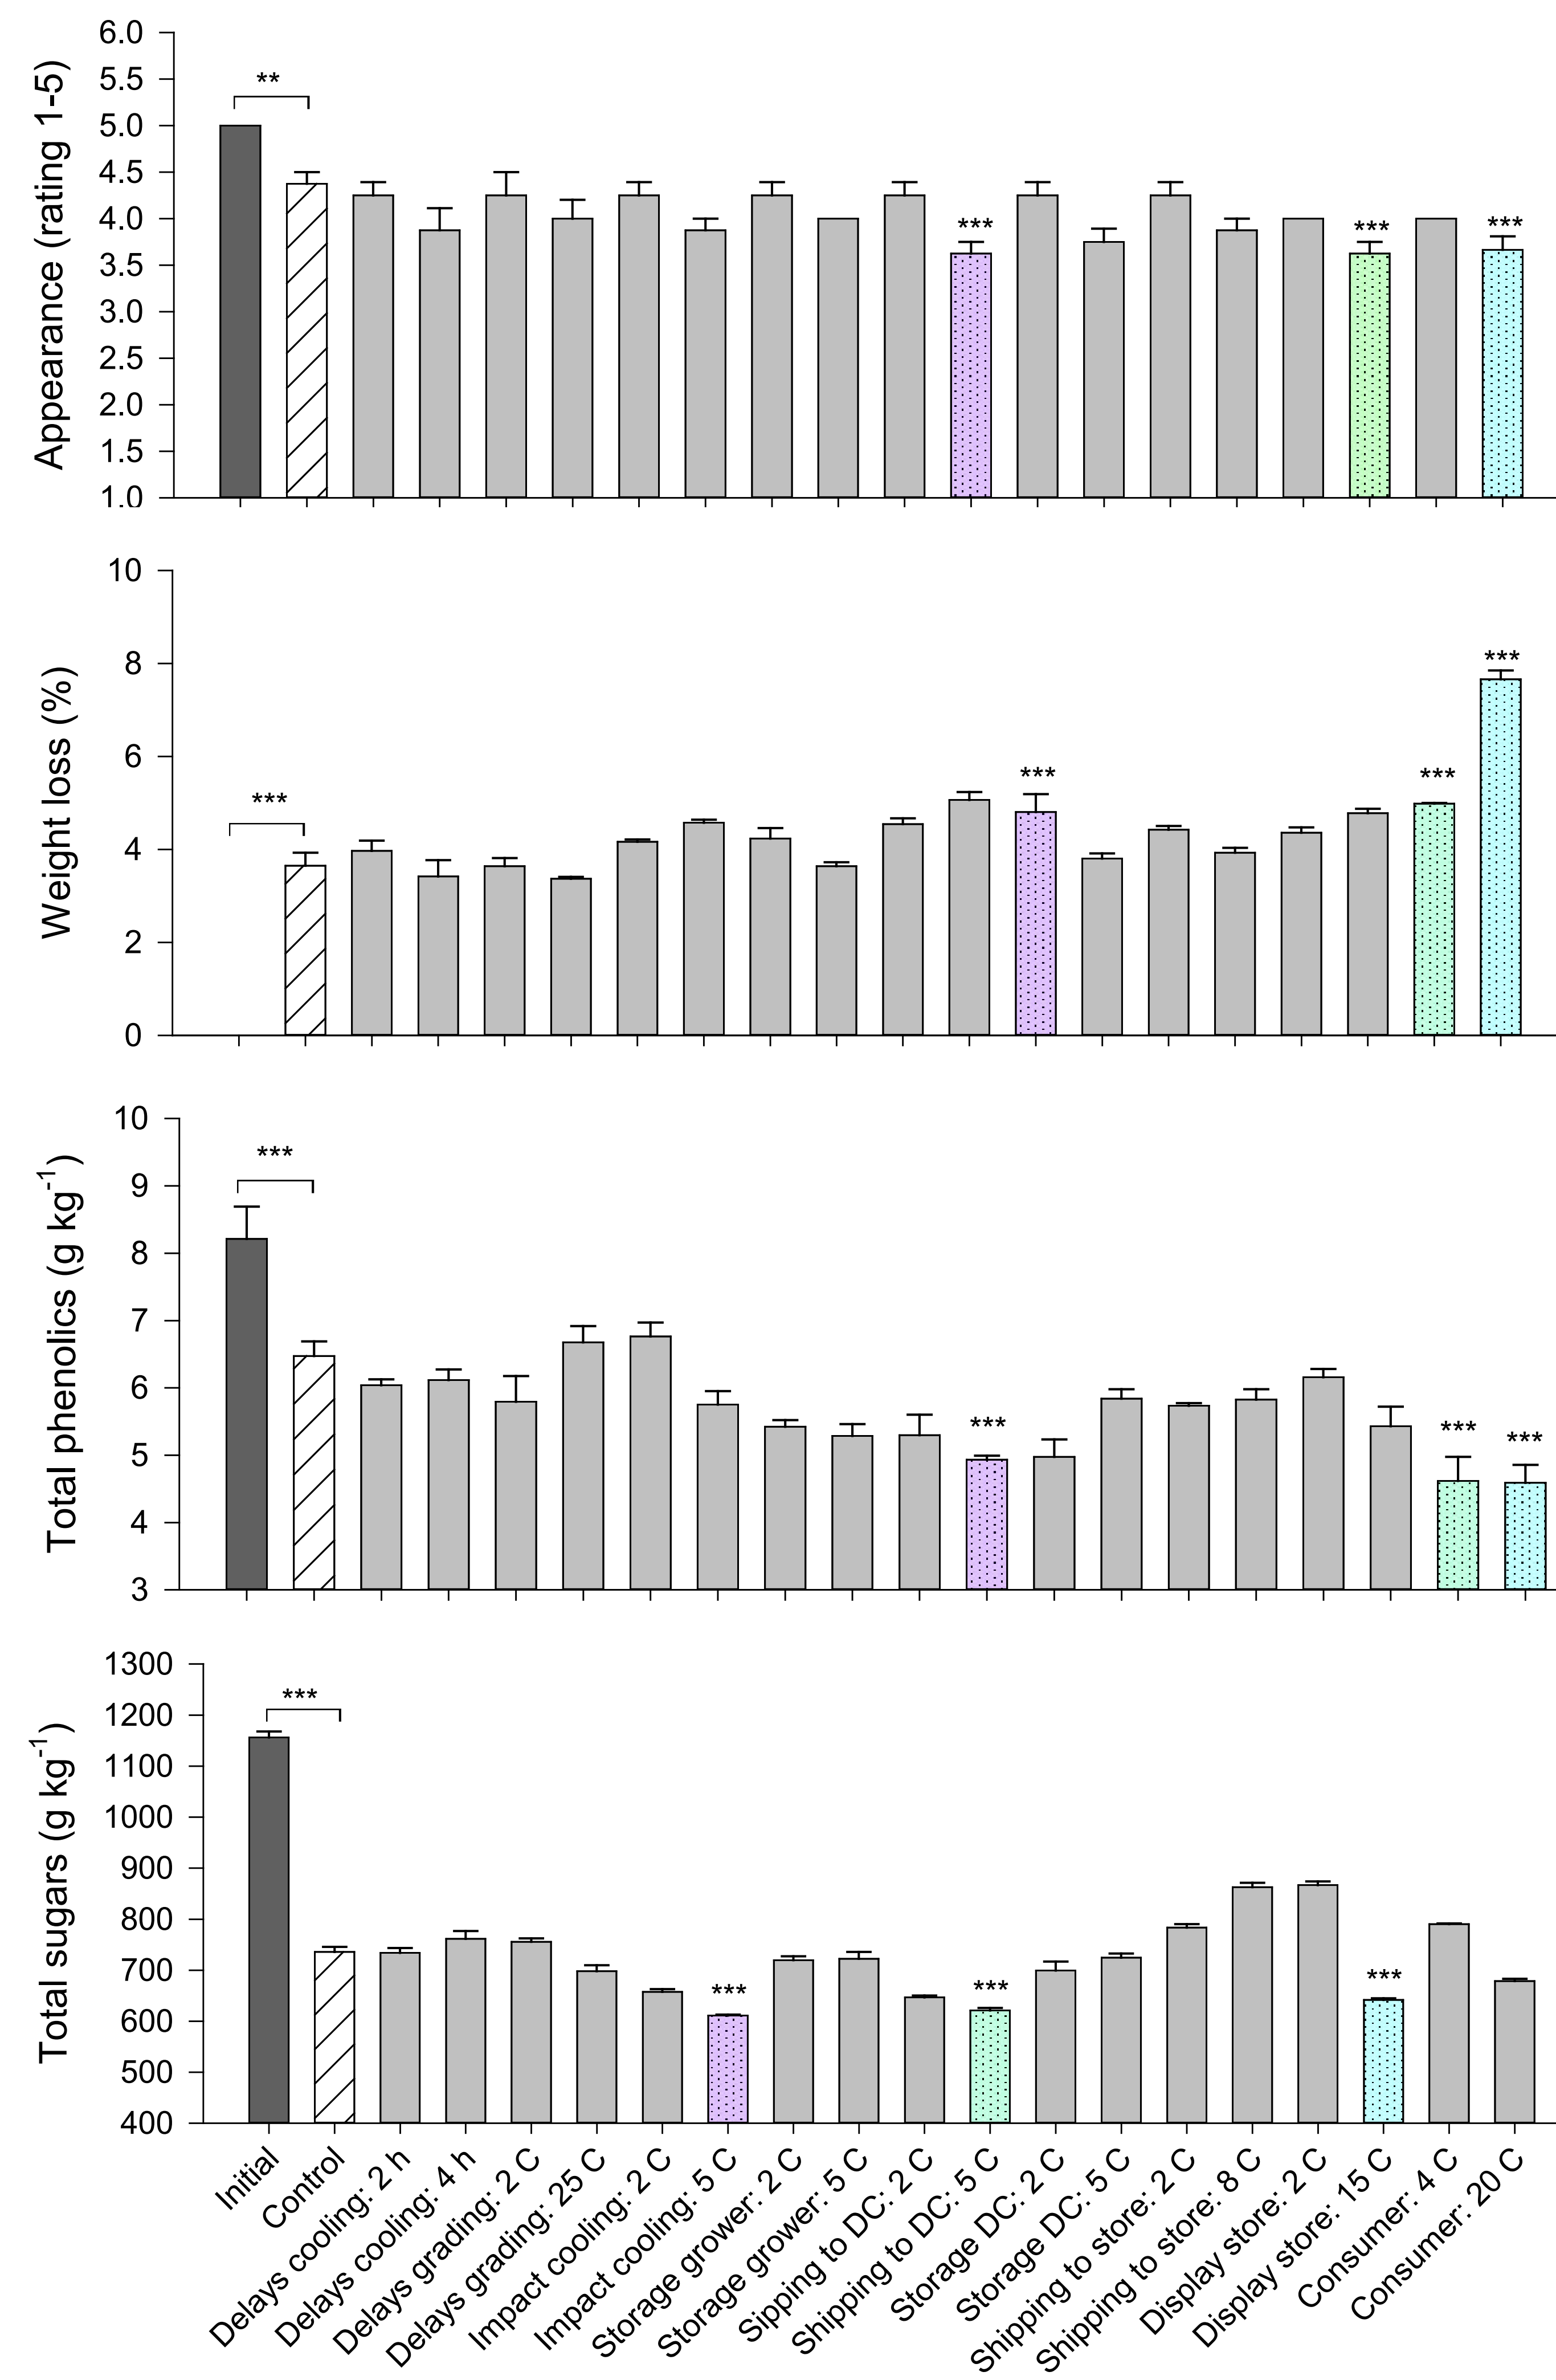 Appearance (rating 1-5)
6.0
5.5
5.0
4.5
4.0
3.5
3.0
2.5
2.0
1.5
1.0
**
***
***
***
Weight loss (%)
10
8
6
4
2
0
***
***
***
***
Total phenolics (g kg-1)
10
9
8
7
6
5
4
3
***
***
***
***
Total sugars (g kg-1)
1300
1200
1100
1000
900
800
700
600
500
400
***
***
***
***
Initial
Control
Delays cooling: 2 h
Delays cooling: 4 h
Delays grading: 2 C
Delays grading: 25 C
Impact cooling: 2 C
Impact cooling: 5 C
Storage grower: 2 C
Storage grower: 5 C
Sipping to DC: 2 C
Shipping to DC: 5 C
Storage DC: 2 C
Storage DC: 5 C
Shipping to store: 2 C
Shipping to store: 8 C
Display store: 2 C
Display store: 15 C
Consumer: 4 C
Consumer: 20 C